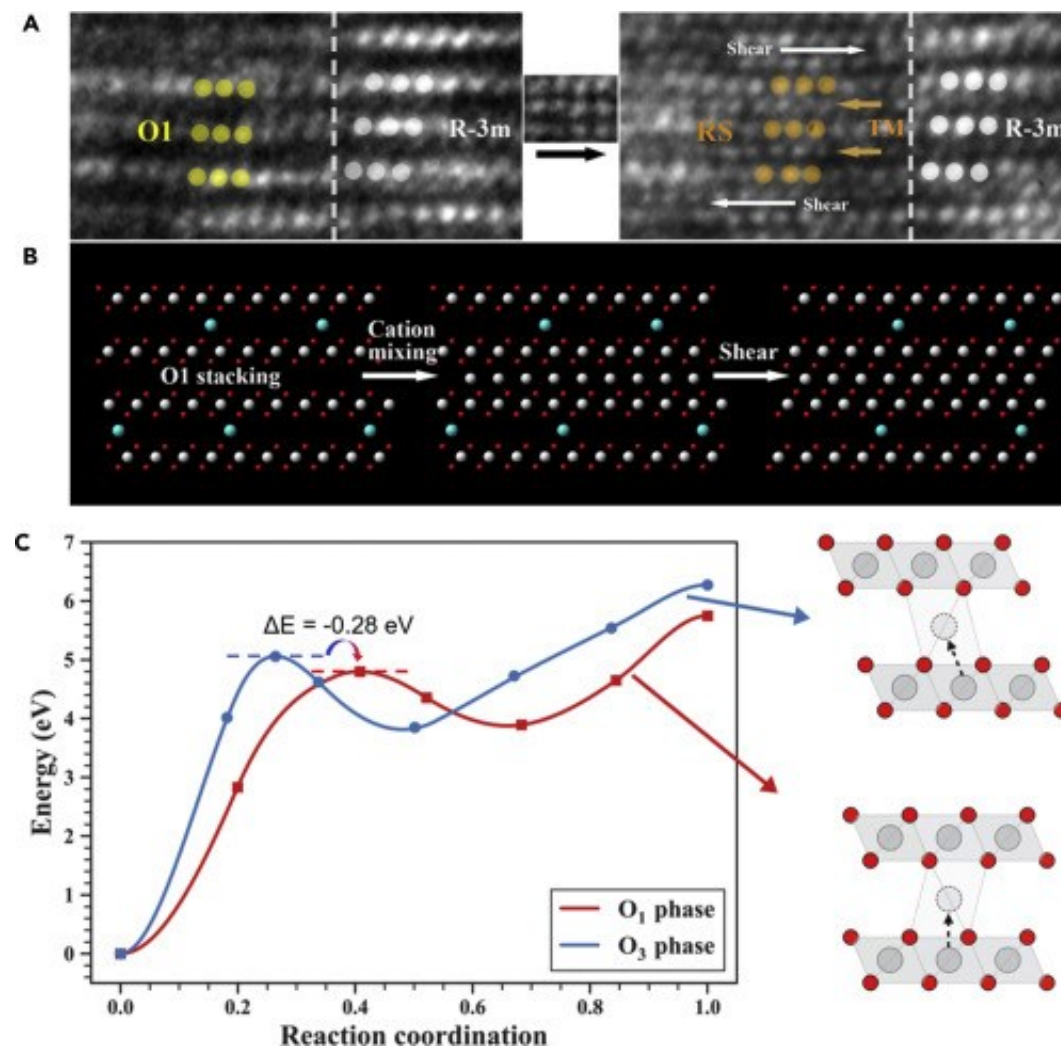 A
O1
R-3m
Shear
RS
TM
R-3m
Shear
B
O1 stacking
Cation
mixing
Shear
C
Energy (eV)
7
6
5
4
3
2
1
0
ΔE = -0.28 eV
O₁ phase
O₃ phase
0.0 0.2 0.4 0.6 0.8 1.0
Reaction coordination